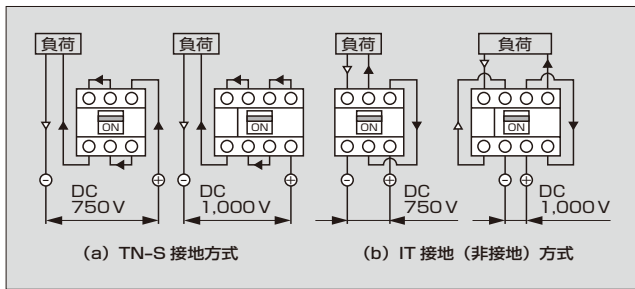 負荷
負荷
負荷
負荷
ON
ON
ON
ON
⊖
⊕
⊖
⊕
⊖
⊕
⊖
⊕
DC
750V
DC
1,000V
DC
750V
DC
1,000V
(a) TN-S 接地方式
(b) IT 接地（非接地）方式